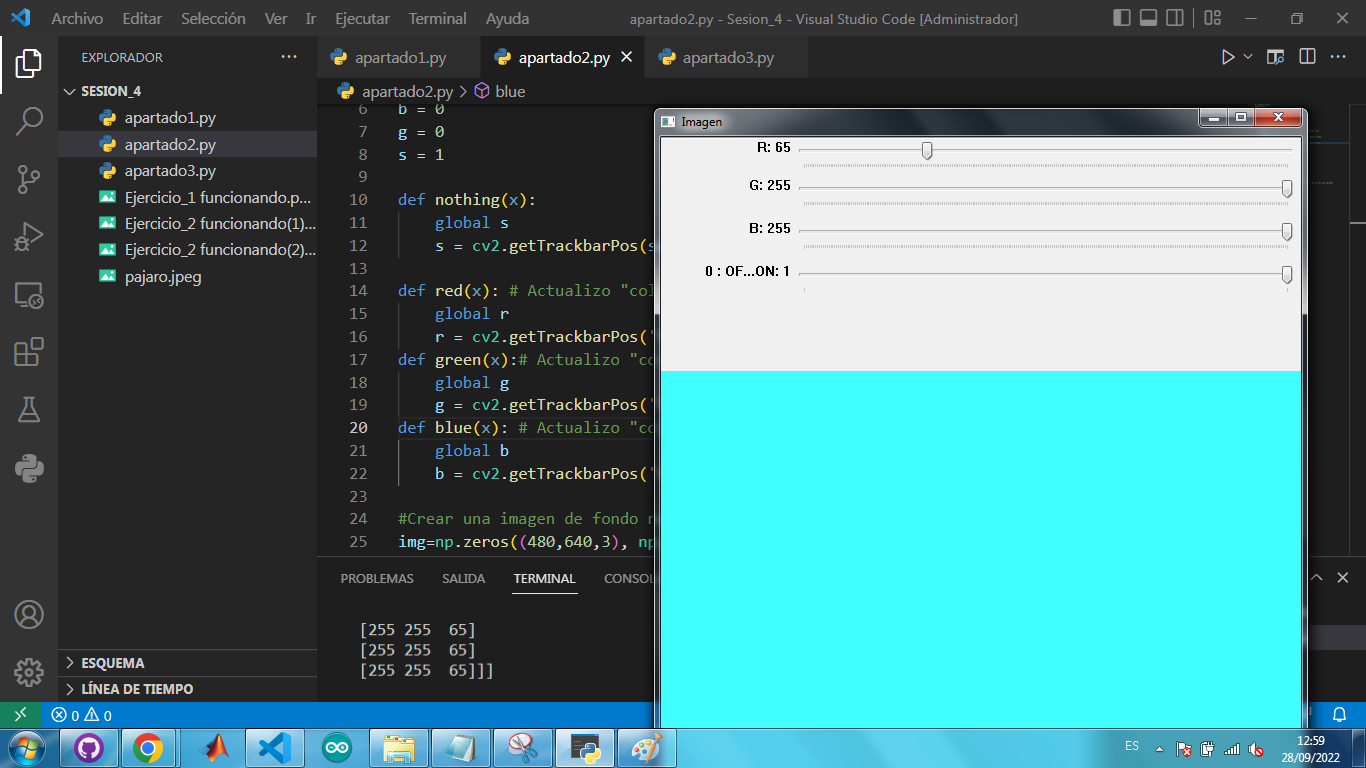 Archivo Editar Selección Ver Ir Ejecutar Terminal Ayuda apartado2.py - Sesion_4 - Visual Studio Code [Administrador]
EXPLORADOR
SESION_4
apartado1.py
apartado2.py
apartado3.py
Ejercicio_1 funcionando.p...
Ejercicio_2 funcionando(1)...
Ejercicio_2 funcionando(2)...
pajaro.jpeg
ESQUEMA
LÍNEA DE TIEMPO
apartado1.py apartado2.py apartado3.py
apartado2.py > blue
6 b = 0
7 g = 0
8 s = 1
9
10 def nothing(x):
11 global s
12 s = cv2.getTrackbarPos(s
13
14 def red(x): # Actualizo "col
15 global r
16 r = cv2.getTrackbarPos('
17 def green(x):# Actualizo "co
18 global g
19 g = cv2.getTrackbarPos('
20 def blue(x): # Actualizo "co
21 global b
22 b = cv2.getTrackbarPos('
23
24 #Crear una imagen de fondo n
25 img=np.zeros((480,640,3), np
PROBLEMAS SALIDA TERMINAL CONSOL
[255 255 65]
[255 255 65]
[255 255 65]]]
Imagen
R: 65
G: 255
B: 255
0 : OF...ON: 1
0 0
ES
12:59
28/09/2022